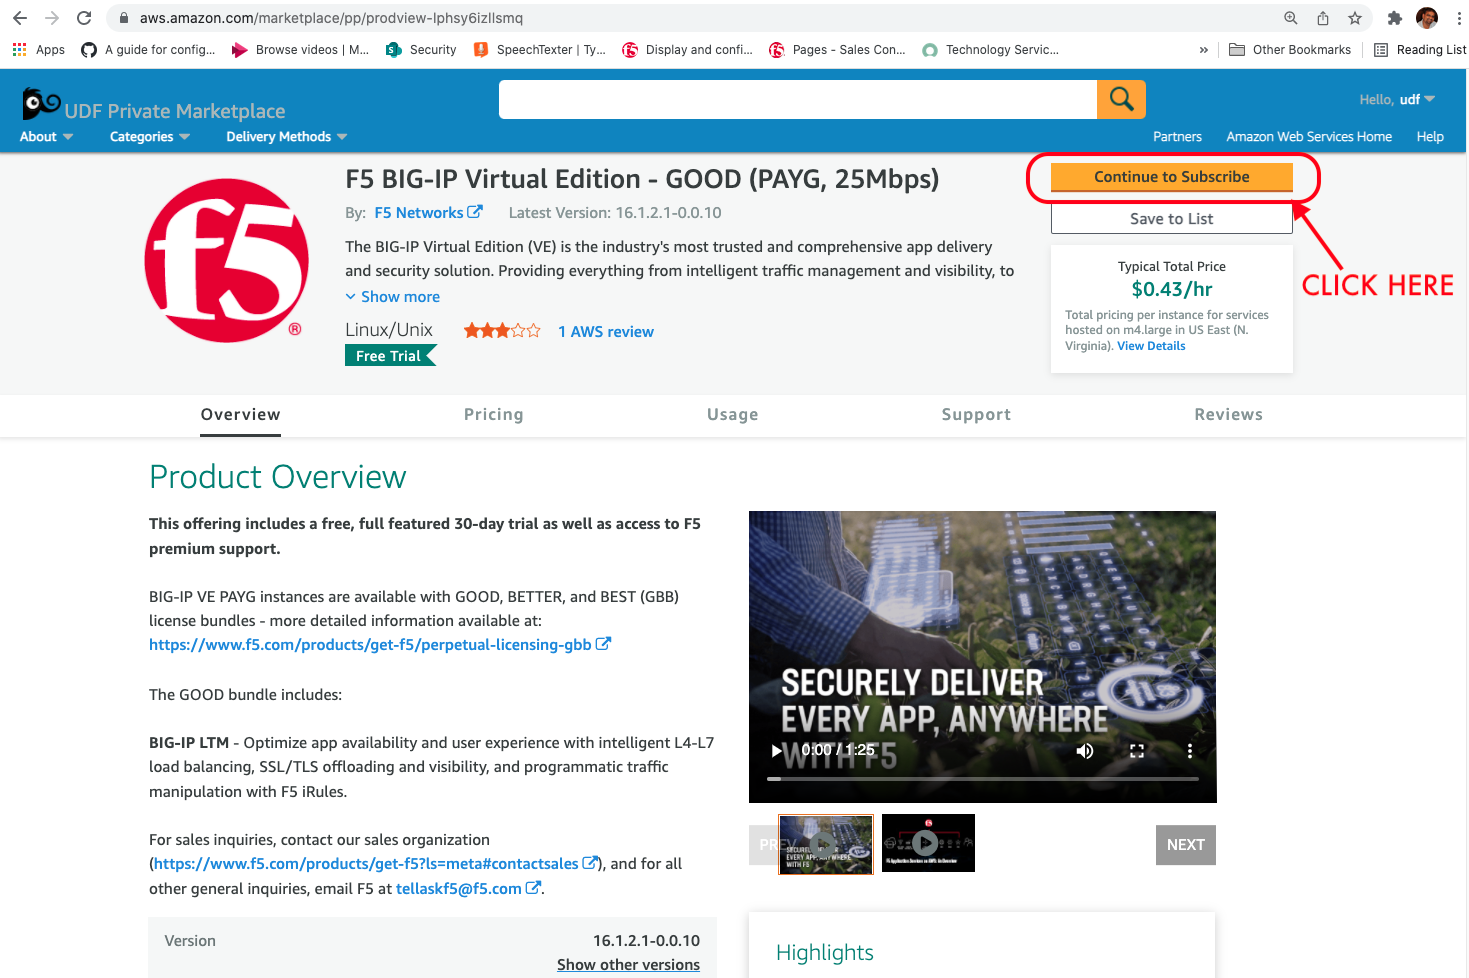 aws.amazon.com/marketplace/pp/prodview-lphsy6izllsmq
Apps
A guide for config...
Browse videos | M...
Security
SpeechTexter | Ty...
Display and confi...
Pages - Sales Con...
Technology Servic...
»
Other Bookmarks
Reading List
UDF Private Marketplace
Hello, udf
About
Categories
Delivery Methods
Partners
Amazon Web Services Home
Help
f5
®
F5 BIG-IP Virtual Edition - GOOD (PAYG, 25Mbps)
By: F5 Networks
Latest Version: 16.1.2.1-0.0.10
The BIG-IP Virtual Edition (VE) is the industry's most trusted and comprehensive app delivery
and security solution. Providing everything from intelligent traffic management and visibility, to
Show more
Linux/Unix
1 AWS review
Free Trial
Continue to Subscribe
Save to List
CLICK HERE
Typical Total Price
$0.43/hr
Total pricing per instance for services
hosted on m4.large in US East (N.
Virginia). View Details
Overview
Pricing
Usage
Support
Reviews
Product Overview
This offering includes a free, full featured 30-day trial as well as access to F5
premium support.
BIG-IP VE PAYG instances are available with GOOD, BETTER, and BEST (GBB)
license bundles - more detailed information available at:
https://www.f5.com/products/get-f5/perpetual-licensing-gbb
The GOOD bundle includes:
BIG-IP LTM - Optimize app availability and user experience with intelligent L4-L7
load balancing, SSL/TLS offloading and visibility, and programmatic traffic
manipulation with F5 iRules.
For sales inquiries, contact our sales organization
(https://www.f5.com/products/get-f5?ls=meta#contactsales), and for all
other general inquiries, email F5 at tellaskf5@f5.com.
Version
16.1.2.1-0.0.10
Show other versions
SECURELY DELIVER
EVERY APP, ANYWHERE
WITH F5
0:00 / 1:25
PREV
SECURELY DELIVER
EVERY APP, ANYWHERE
WITH F5
NEXT
Highlights